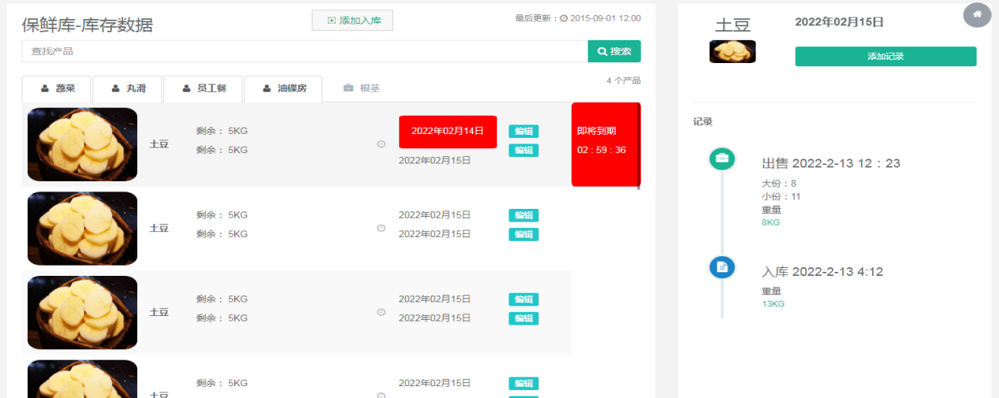 保鲜库-库存数据
添加入库
最后更新：2015-09-01 12:00
查找产品
搜索
蔬菜
丸滑
员工餐
油碟房
根茎
4 个产品
土豆
剩余： 5KG
剩余： 5KG
2022年02月14日
2022年02月15日
编辑
编辑
即将到期
02 : 59 : 36
土豆
剩余： 5KG
剩余： 5KG
2022年02月15日
2022年02月15日
编辑
编辑
土豆
剩余： 5KG
剩余： 5KG
2022年02月15日
2022年02月15日
编辑
编辑
土豆
剩余： 5KG
2022年02月15日
编辑
土豆
2022年02月15日
添加记录
记录
出售 2022-2-13 12：23
大份：8
小份：11
重量
8KG
入库 2022-2-13 4:12
重量
13KG